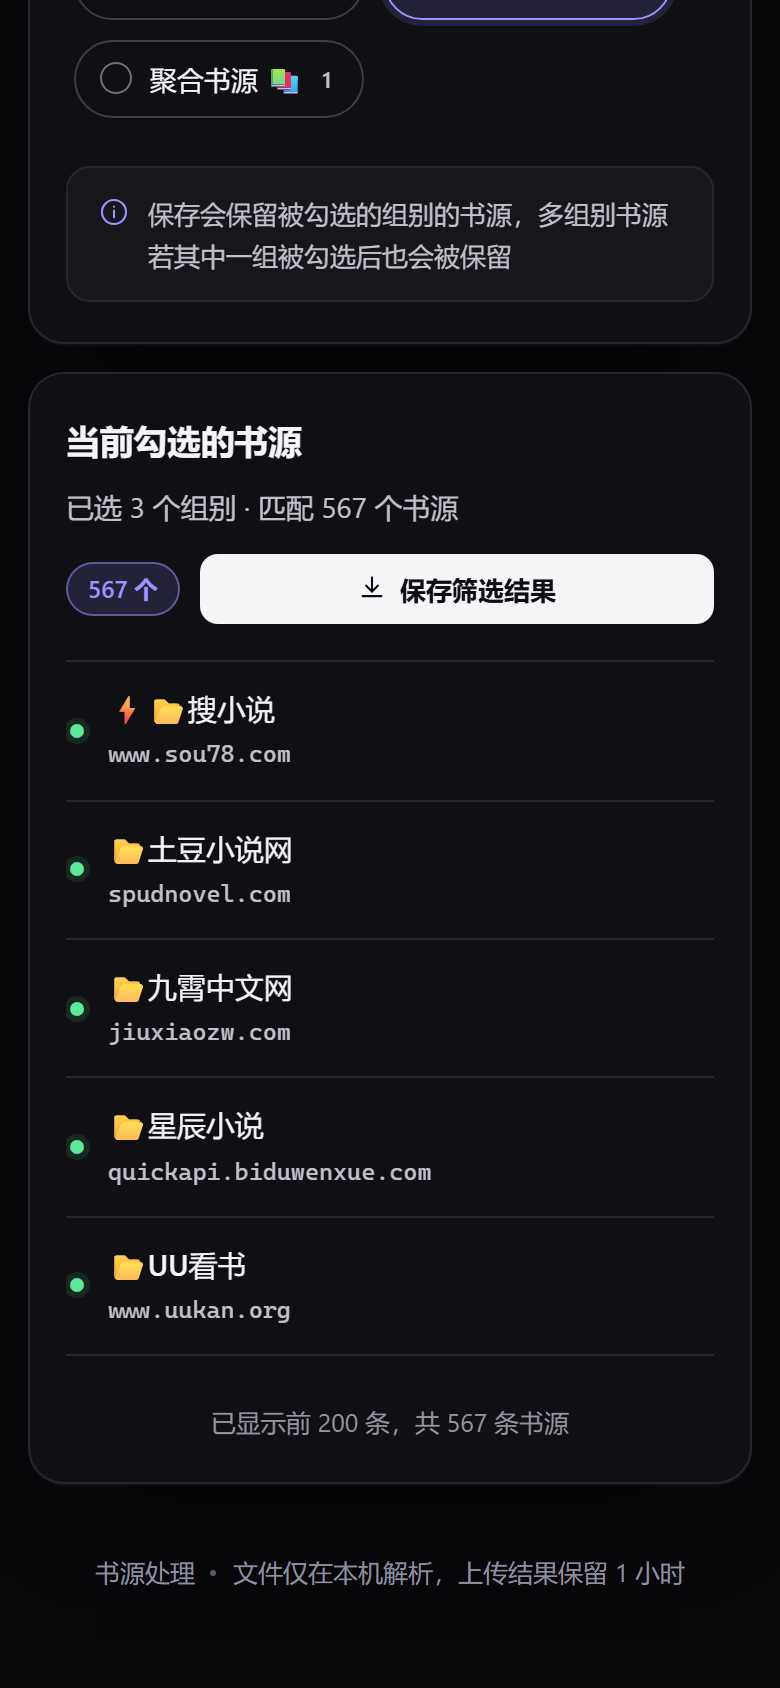 聚合书源 📚 1
保存会保留被勾选的组别的书源，多组别书源
若其中一组被勾选后也会被保留
当前勾选的书源
已选 3 个组别 · 匹配 567 个书源
567 个
保存筛选结果
⚡ 📂搜小说
www.sou78.com
📂土豆小说网
spudnovel.com
📂九霄中文网
jiuxiaozw.com
📂星辰小说
quickapi.biduwenxue.com
📂UU看书
www.uukan.org
已显示前 200 条，共 567 条书源
书源处理 • 文件仅在本机解析，上传结果保留 1 小时